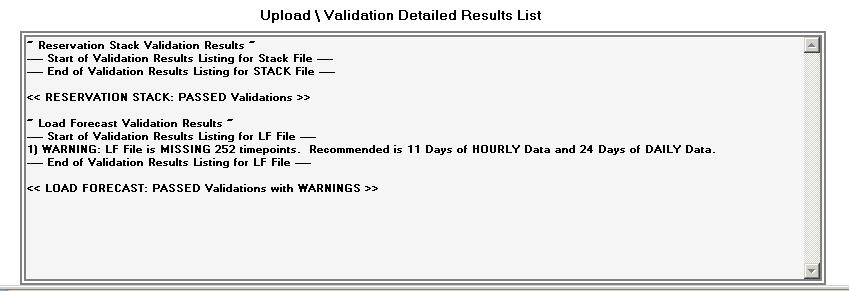 Upload \ Validation Detailed Results List
~ Reservation Stack Validation Results ~
---- Start of Validation Results Listing for Stack File ----
---- End of Validation Results Listing for STACK File ----
<< RESERVATION STACK: PASSED Validations >>
~ Load Forecast Validation Results ~
---- Start of Validation Results Listing for LF File ----
1) WARNING: LF File is MISSING 252 timepoints.  Recommended is 11 Days of HOURLY Data and 24 Days of DAILY Data.
---- End of Validation Results Listing for LF File ----
<< LOAD FORECAST: PASSED Validations with WARNINGS >>